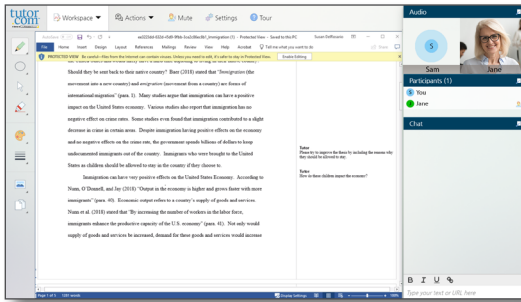 tutor
com
Workspace
Actions
Mute
Settings
Tour
File Home Insert Design Layout References Mailings Review View Help Acrobat Tell me what you want to do
PROTECTED VIEW Be careful—files from the Internet can contain viruses. Unless you need to edit, it's safer to stay in Protected View. Enable Editing
Should they be sent back to their native country? Baer (2018) stated that "Immigration (the
movement into a new country) and emigration (movement from a country) are forms of
international migration" (para. 1). Many studies argue that immigration can have a positive
impact on the United States economy. Various studies also report that immigration has no
negative effect on crime rates. Some studies even found that immigration contributed to a slight
decrease in crime in certain areas. Despite immigration having positive effects on the economy
and no negative effects on the crime rate, the government spends billions of dollars to keep
undocumented immigrants out of the country. Immigrants who were brought to the United
States as children should be allowed to stay in the country if they choose to.
Immigration can have very positive effects on the United States Economy. According to
Nunn, O'Donnell, and Jay (2018) "Output in the economy is higher and grows faster with more
immigrants" (para. 40). Economic output refers to a country's supply of goods and services.
Nunn et al. (2018) stated that "By increasing the number of workers in the labor force,
immigrants enhance the productive capacity of the U.S. economy" (para. 41). Not only would
supply of goods and services be increased, demand for these goods and services would increase
Tutor
Please try to improve the thesis by including the reason why
they should be allowed to stay.
Tutor
How do these children impact the economy?
Page 1 of 5 1281 words
Display Settings
100%
Audio
S
Sam
Jane
Participants (1)
S You
J Jane
Chat
B I U
Type your text or URL here